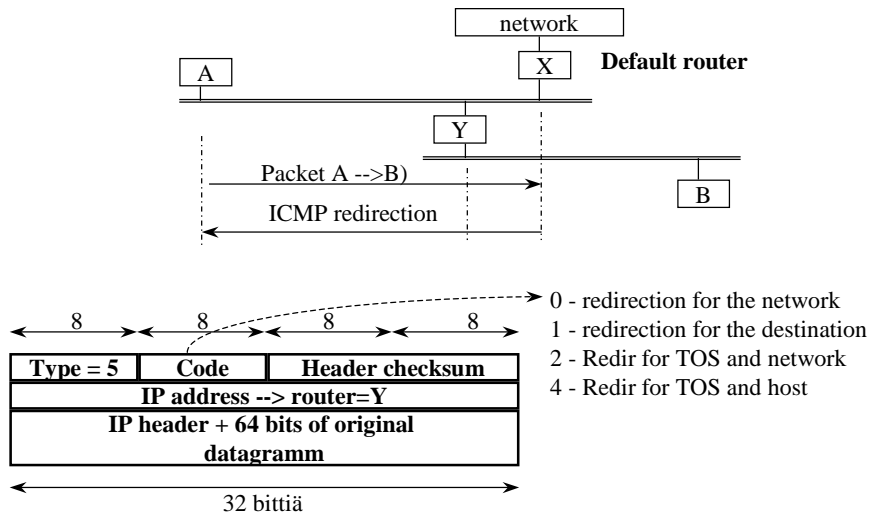 network
A
X
Default router
Y
Packet A -->B)
B
ICMP redirection
0 - redirection for the network
8 8 8 8
1 - redirection for the destination
Type = 5 Code Header checksum
2 - Redir for TOS and network
IP address --> router=Y
4 - Redir for TOS and host
IP header + 64 bits of original
datagramm
32 bittiä